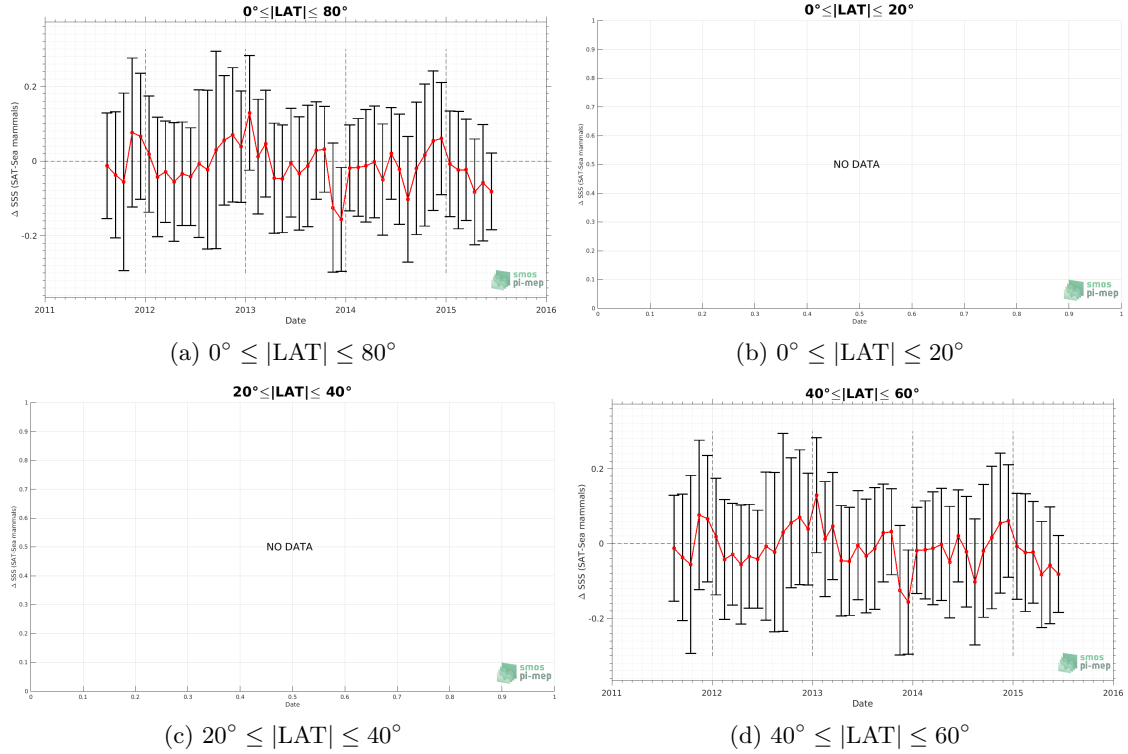 0°≤|LAT|≤ 80°
Δ SSS (SAT-Sea mammals)
0.2
0
-0.2
2011 2012 2013 2014 2015 2016
Date
smos
pi-mep
(a) 0° ≤ |LAT| ≤ 80°
0°≤|LAT|≤ 20°
Δ SSS (SAT-Sea mammals)
1
0.9
0.8
0.7
0.6
0.5
0.4
0.3
0.2
0.1
0
NO DATA
0 0.1 0.2 0.3 0.4 0.5 0.6 0.7 0.8 0.9 1
Date
smos
pi-mep
(b) 0° ≤ |LAT| ≤ 20°
20°≤|LAT|≤ 40°
Δ SSS (SAT-Sea mammals)
1
0.9
0.8
0.7
0.6
0.5
0.4
0.3
0.2
0.1
0
NO DATA
0 0.1 0.2 0.3 0.4 0.5 0.6 0.7 0.8 0.9 1
Date
smos
pi-mep
(c) 20° ≤ |LAT| ≤ 40°
40°≤|LAT|≤ 60°
Δ SSS (SAT-Sea mammals)
0.2
0
-0.2
2011 2012 2013 2014 2015 2016
Date
smos
pi-mep
(d) 40° ≤ |LAT| ≤ 60°